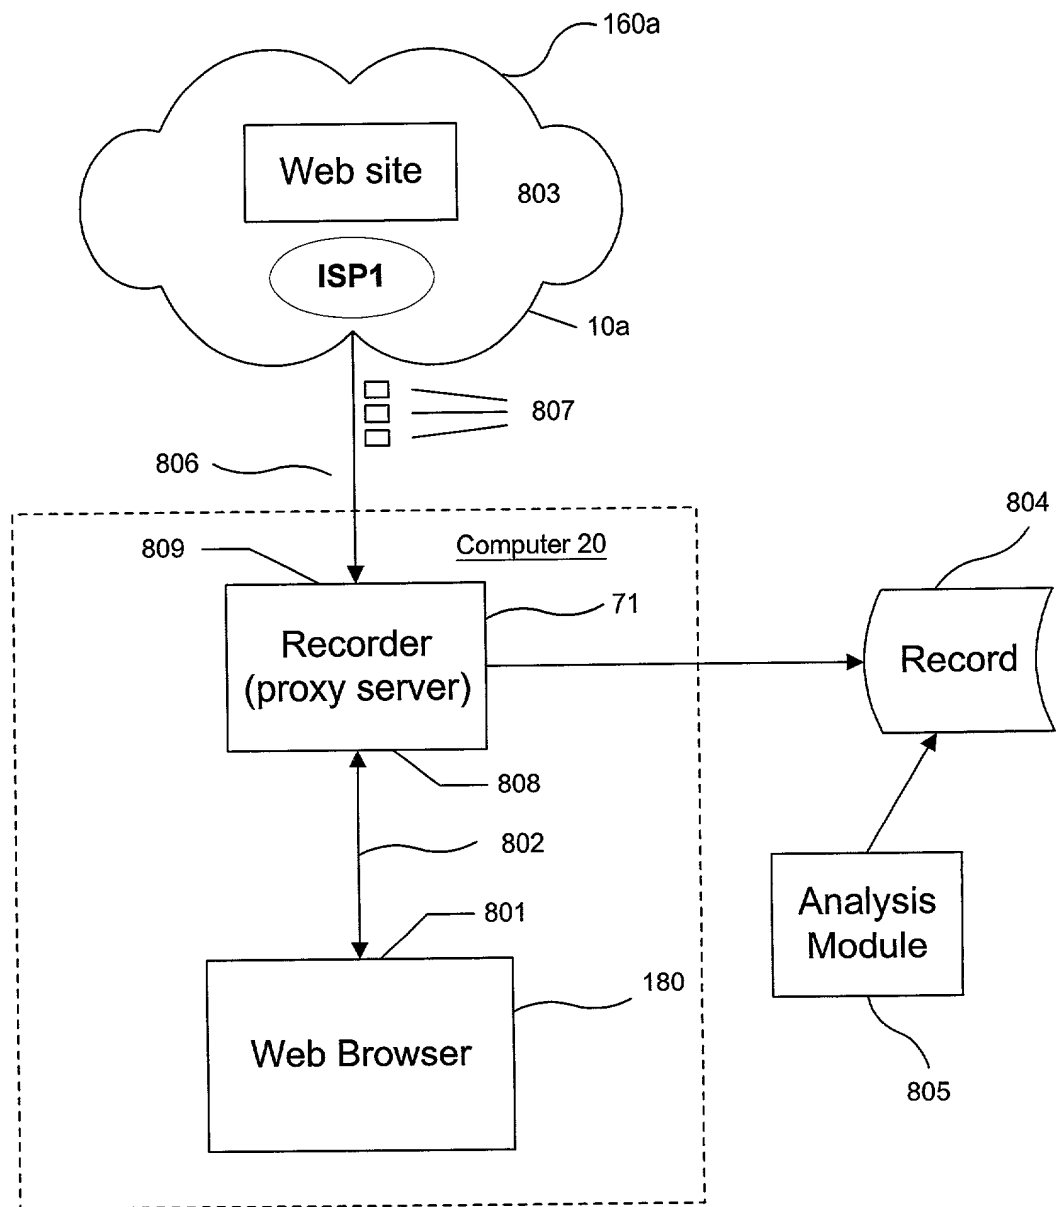 160a
Web site
803
ISP1
10a
807
806
804
809
Computer 20
71
Recorder
(proxy server)
Record
808
802
801
Analysis
Module
180
Web Browser
805